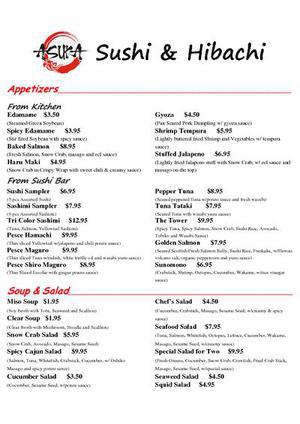 ASUKA Sushi & Hibachi
Appetizers
From Kitchen
Edamame $3.50
(Steamed Green Soybean)
Spicy Edamame $3.95
(Stir fried Soybean with spicy sauce)
Baked Salmon $8.95
(Fresh Salmon, Snow Crab, masago and eel sauce)
Haru Maki $4.95
(Snow Crab in Crispy Wrap with sweet chili & creamy sauce)
Gyoza $4.50
(Pan Seared Pork Dumpling w/ gyoza sauce)
Shrimp Tempura $5.95
(Lightly battered fried Shrimp and Vegetables w/ tempura
sauce)
Stuffed Jalapeno $6.95
(Lightly fried Jalapeno stuffed with Snow Crab, w/ eel sauce and
masago on the top)
From Sushi Bar
Sushi Sampler $6.95
(5 pcs Assorted Sushi)
Sashimi Sampler $7.95
(5 pcs Assorted Sashimi)
Tri Color Sashimi $12.95
(Tuna, Salmon, Yellowtail Sashimi)
Pesce Hamachi $9.95
(Thin sliced Yellowtail w/ jalapeno and chili ponzu sauce)
Pesce Maguro $9.95
(Thin sliced Tuna w/ daikon, white truffle oil and wasabi yuzu sauce)
Pesce Shiro Maguro $8.95
(Thin Sliced Escolar with ginger ponzu sauce)
Pepper Tuna $8.95
(Seared peppered Tuna w/ ponzu sauce and fresh wasabi)
Tuna Tataki $7.95
(Seared Tuna with wasabi yuzu sauce)
The Tower $9.95
(Spicy Tuna, Spicy Salmon, Snow Crab, Sushi Rice, Avocado,
Tobiko and Wasabi Sauce)
Golden Salmon $7.95
(Seared Scottish Fresh Salmon Belly, Sushi Rice, Furikake, w/ Hawaii
volcano salt, organic peppercorn and yuzu sauce)
Sunomono $6.95
(Crabstick, Shrimp, Octopus, Cucumber, Wakame, w/ rice vinegar
sauce)
Soup & Salad
Miso Soup $1.95
(Soy Broth with Tofu, Seaweed and Scallion)
Clear Soup $1.95
(Clear Broth with Mushroom, Noodle and Scallion)
Snow Crab Salad $5.95
(Snow Crab, Avocado, Masago, Sesame Seed)
Spicy Cajun Salad $9.95
(Salmon, Tuna, Whitefish, Crabstick, Cucumber, w/ Oshiko
Masago and spicy ponzu sauce)
Cucumber Salad $3.50
(Cucumber, Sesame Seed, w/ ponzu sauce)
Chef's Salad $4.50
(Cucumber, Crabstick, Masago, Sesame Seed, w/ creamy & spicy
sauce)
Seafood Salad $7.95
(Tuna, Salmon, Whitefish, Octopus, Lettuce, Cucumber, Wakame,
Masago, Sesame Seed, w/ creamy sauce)
Special Salad for Two $9.95
(Fresh Greens, Cucumber, Snow Crab, Crawfish, Fried Crab Stick,
Masago, Sesame Seed, w/ creamy sauce)
Seaweed Salad $4.50
Squid Salad $4.95